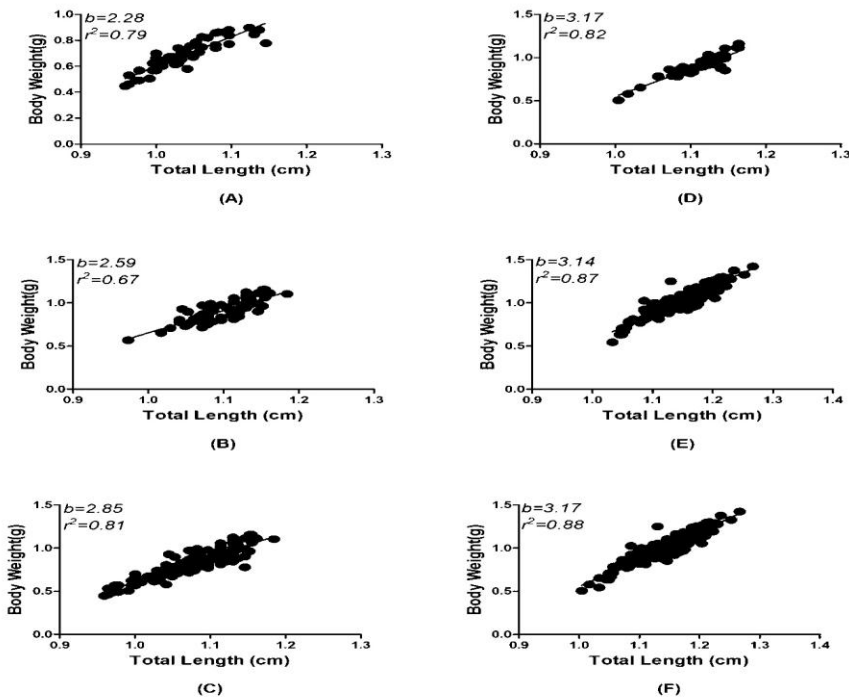 b=2.28
r²=0.79
Body Weight(g)
1.0
0.8
0.6
0.4
0.2
0.0
0.9 1.0 1.1 1.2 1.3
Total Length (cm)
(A)
b=3.17
r²=0.82
Body Weight(g)
1.5
1.0
0.5
0.0
0.9 1.0 1.1 1.2 1.3
Total Length (cm)
(D)
b=2.59
r²=0.67
Body Weight(g)
1.5
1.0
0.5
0.0
0.9 1.0 1.1 1.2 1.3
Total Length (cm)
(B)
b=3.14
r²=0.87
Body Weight(g)
1.5
1.0
0.5
0.0
0.9 1.0 1.1 1.2 1.3 1.4
Total Length (cm)
(E)
b=2.85
r²=0.81
Body Weight(g)
1.5
1.0
0.5
0.0
0.9 1.0 1.1 1.2 1.3
Total Length (cm)
(C)
b=3.17
r²=0.88
Body Weight(g)
1.5
1.0
0.5
0.0
0.9 1.0 1.1 1.2 1.3 1.4
Total Length (cm)
(F)